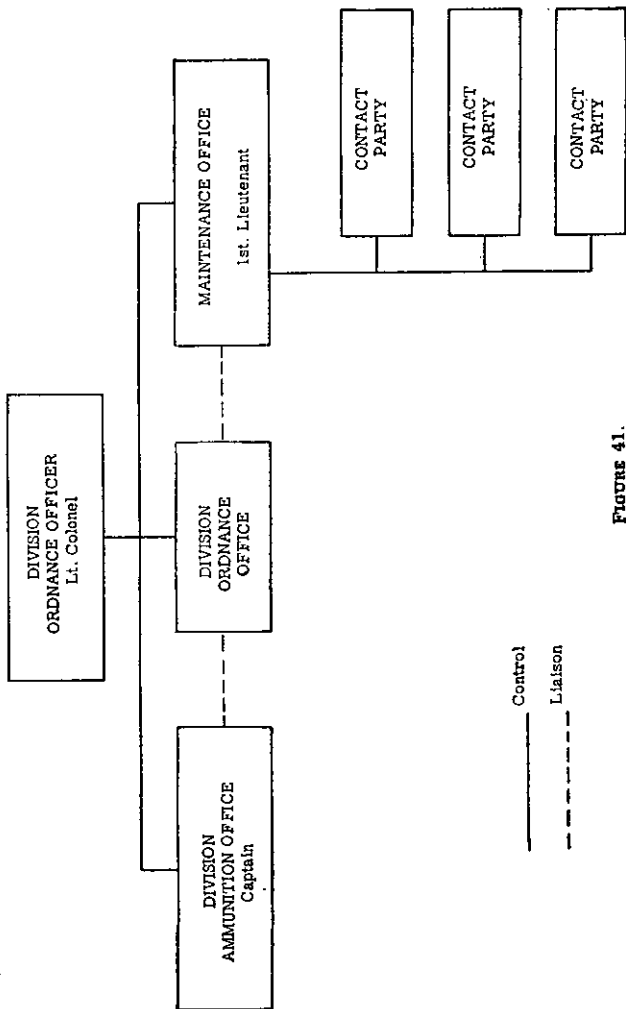 DIVISION
ORDNANCE OFFICER
Lt. Colonel
DIVISION
AMMUNITION OFFICE
Captain
DIVISION
ORDNANCE
OFFICE
MAINTENANCE OFFICE
1st. Lieutenant
CONTACT
PARTY
CONTACT
PARTY
CONTACT
PARTY
Control
Liaison
FIGURE 41.